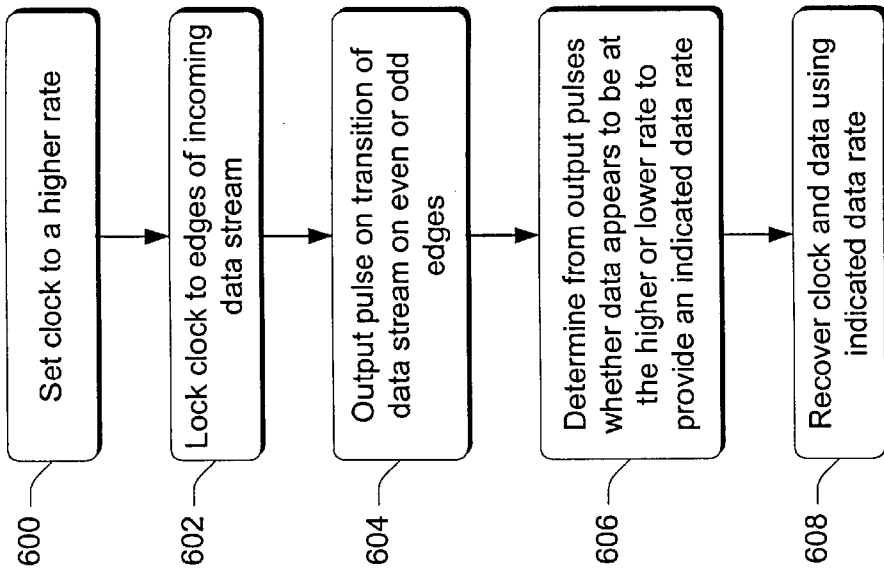 600
Set clock to a higher rate
602
Lock clock to edges of incoming
data stream
604
Output pulse on transition of
data stream on even or odd
edges
606
Determine from output pulses
whether data appears to be at
the higher or lower rate to
provide an indicated data rate
608
Recover clock and data using
indicated data rate